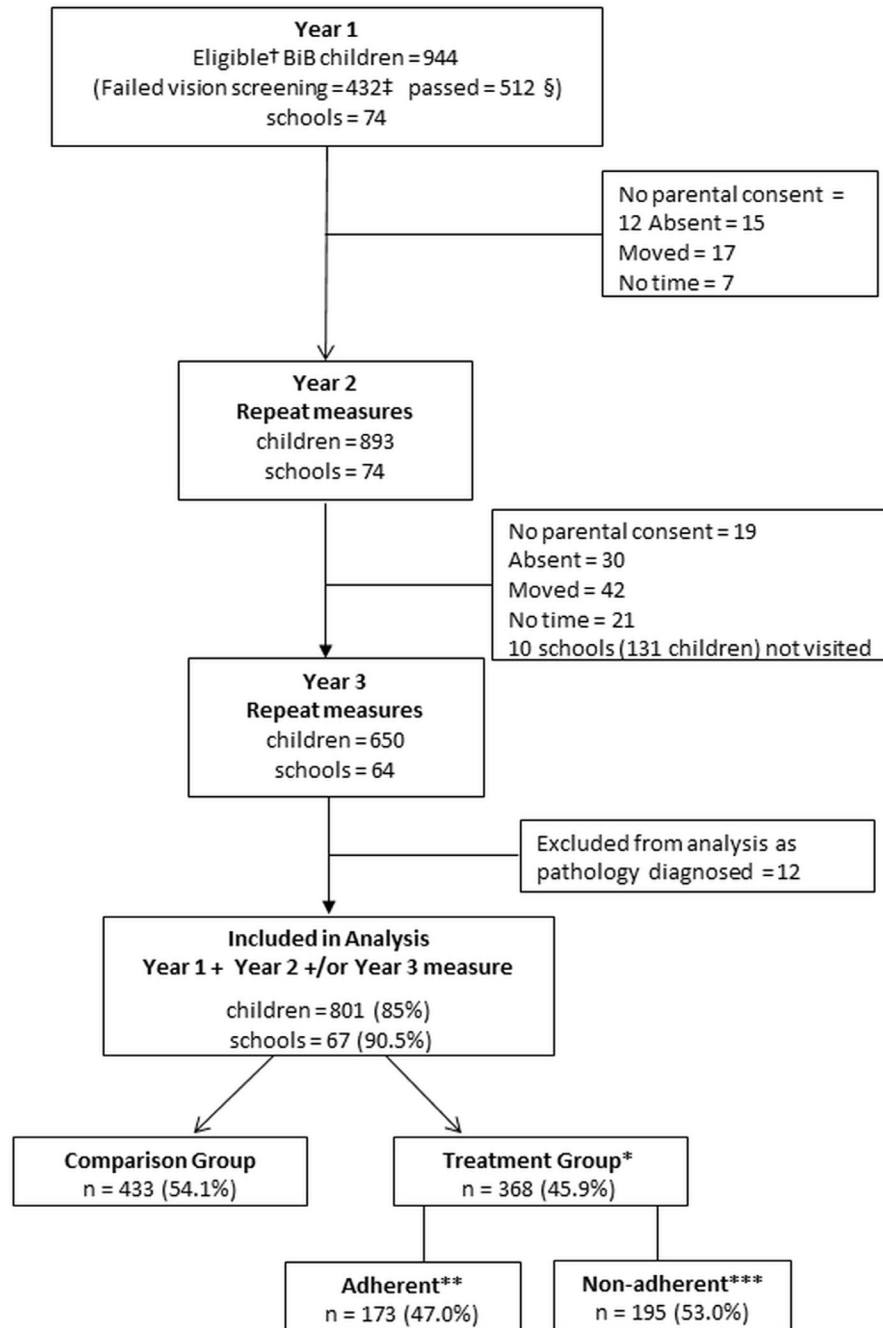 Year 1
Eligible† BiB children = 944
(Failed vision screening = 432‡ passed = 512 §)
schools = 74
No parental consent =
12 Absent = 15
Moved = 17
No time = 7
Year 2
Repeat measures
children = 893
schools = 74
No parental consent = 19
Absent = 30
Moved = 42
No time = 21
10 schools (131 children) not visited
Year 3
Repeat measures
children = 650
schools = 64
Excluded from analysis as
pathology diagnosed = 12
Included in Analysis
Year 1 + Year 2 +/or Year 3 measure
children = 801 (85%)
schools = 67 (90.5%)
Comparison Group
n = 433 (54.1%)
Treatment Group*
n = 368 (45.9%)
Adherent**
n = 173 (47.0%)
Non-adherent***
n = 195 (53.0%)